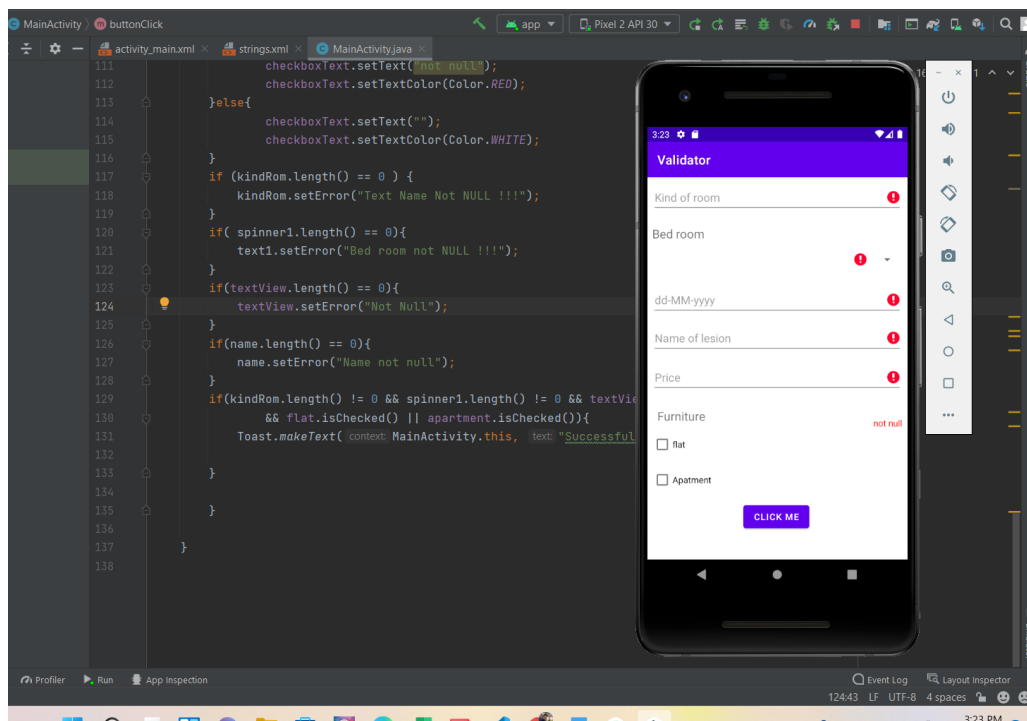 MainActivity > buttonClick
app
Pixel 2 API 30
activity_main.xml
strings.xml
MainActivity.java
111 checkboxText.setText("not null");
112 checkboxText.setTextColor(Color.RED);
113 }else{
114 checkboxText.setText("");
115 checkboxText.setTextColor(Color.WHITE);
116 }
117 if (kindRom.length() == 0 ) {
118 kindRom.setError("Text Name Not NULL !!!");
119 }
120 if( spinner1.length() == 0){
121 text1.setError("Bed room not NULL !!!");
122 }
123 if(textView.length() == 0){
124 textView.setError("Not Null");
125 }
126 if(name.length() == 0){
127 name.setError("Name not null");
128 }
129 if(kindRom.length() != 0 && spinner1.length() != 0 && textVie
130 && flat.isChecked() || apartment.isChecked()){
131 Toast.makeText( context: MainActivity.this, text: "Successful
132
133 }
134
135 }
136
137 }
138
3:23
Validator
Kind of room
Bed room
dd-MM-yyyy
Name of lesion
Price
Furniture
not null
flat
Apatment
CLICK ME
16
1
Profiler
Run
App Inspection
Event Log
Layout Inspector
124:43 LF UTF-8 4 spaces
3:23 PM